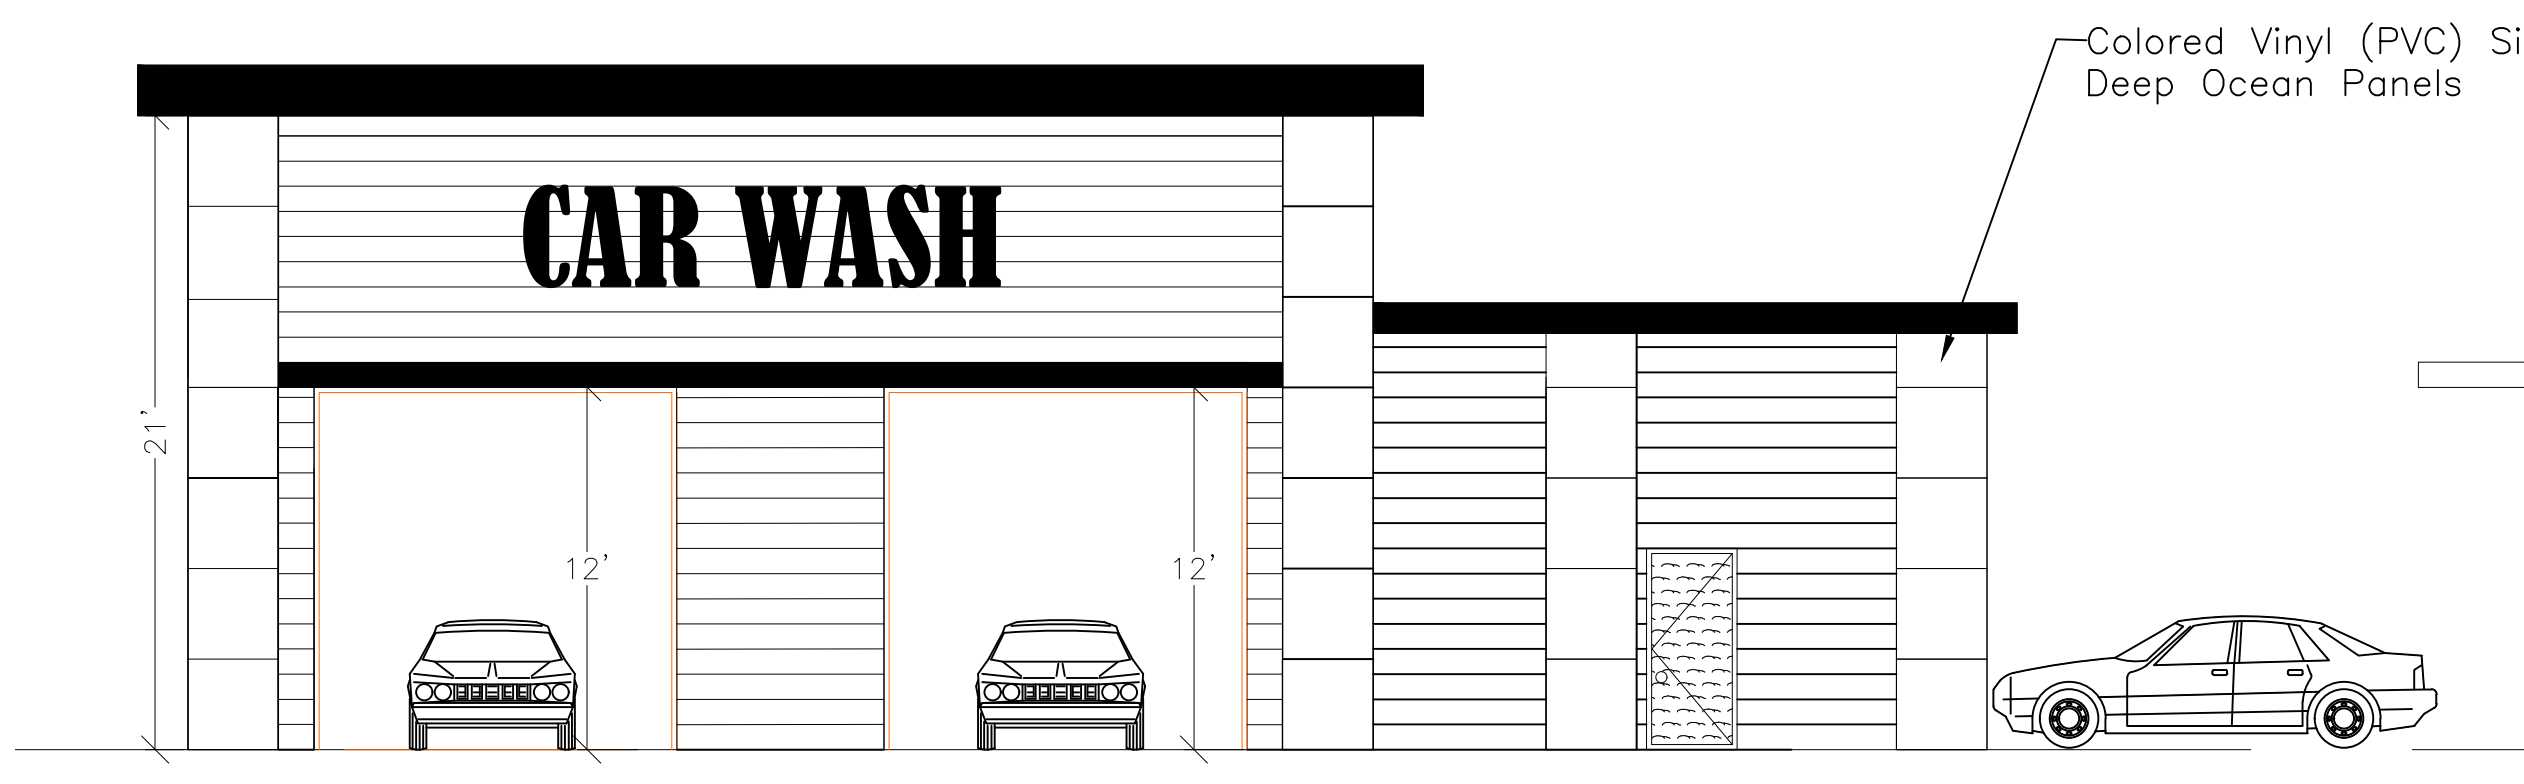 Colored Vinyl (PVC) Si
Deep Ocean Panels
CAR WASH
21'
12'
12'